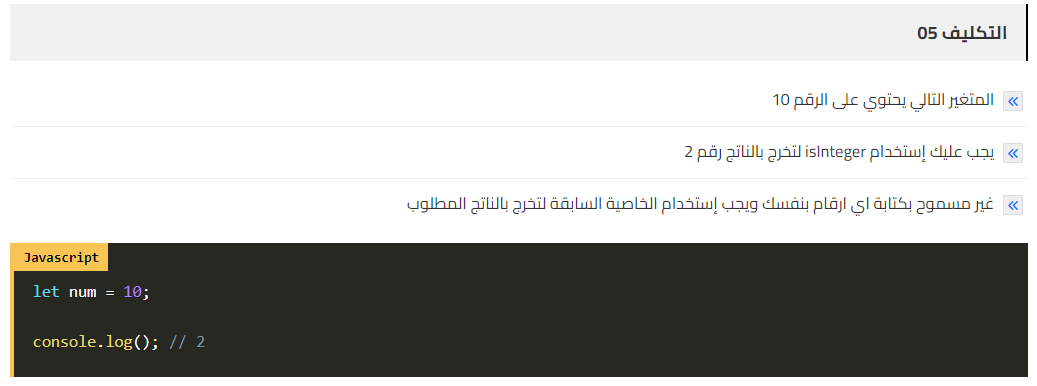 التكليف 05
المتغير التالي يحتوي على الرقم 10
يجب عليك إستخدام isInteger لتخرج بالناتج رقم 2
غير مسموح بكتابة اي ارقام بنفسك ويجب إستخدام الخاصية السابقة لتخرج بالناتج المطلوب
Javascript
let num = 10;
console.log(); // 2